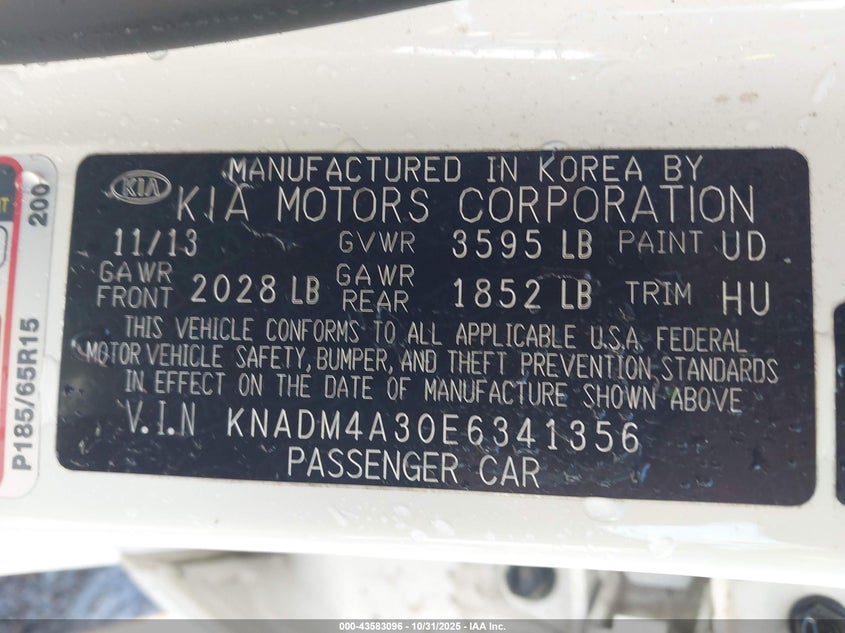 MANUFACTURED IN KOREA BY
KIA
KIA MOTORS CORPORATION
11/13 GVWR 3595 LB PAINT UD
GAWR FRONT 2028 LB GAWR REAR 1852 LB TRIM HU
THIS VEHICLE CONFORMS TO ALL APPLICABLE U.S.A. FEDERAL
MOTOR VEHICLE SAFETY, BUMPER, AND THEFT PREVENTION STANDARDS
IN EFFECT ON THE DATE OF MANUFACTURE SHOWN ABOVE
V.I.N KNADM4A30E6341356
PASSENGER CAR
P185/65R15 200
000-43583096 - 10/31/2025 - IAA Inc.